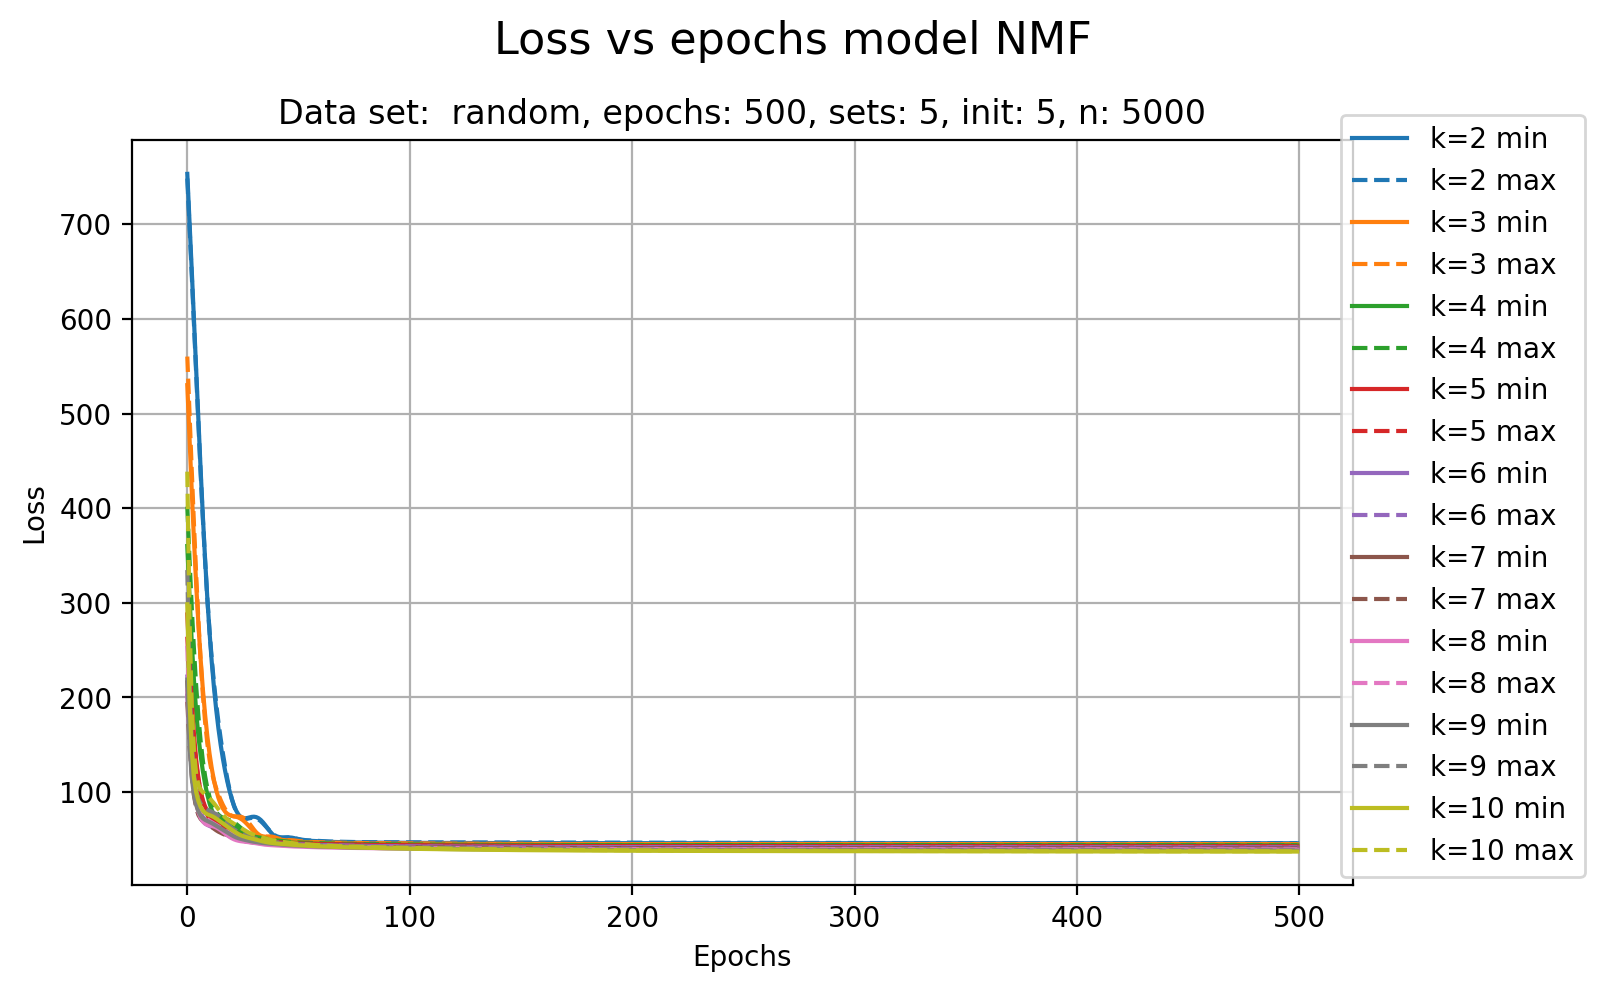 Loss vs epochs model NMF
Data set:  random, epochs: 500, sets: 5, init: 5, n: 5000
Loss
700
600
500
400
300
200
100
0
100
200
300
400
500
Epochs
k=2 min
k=2 max
k=3 min
k=3 max
k=4 min
k=4 max
k=5 min
k=5 max
k=6 min
k=6 max
k=7 min
k=7 max
k=8 min
k=8 max
k=9 min
k=9 max
k=10 min
k=10 max